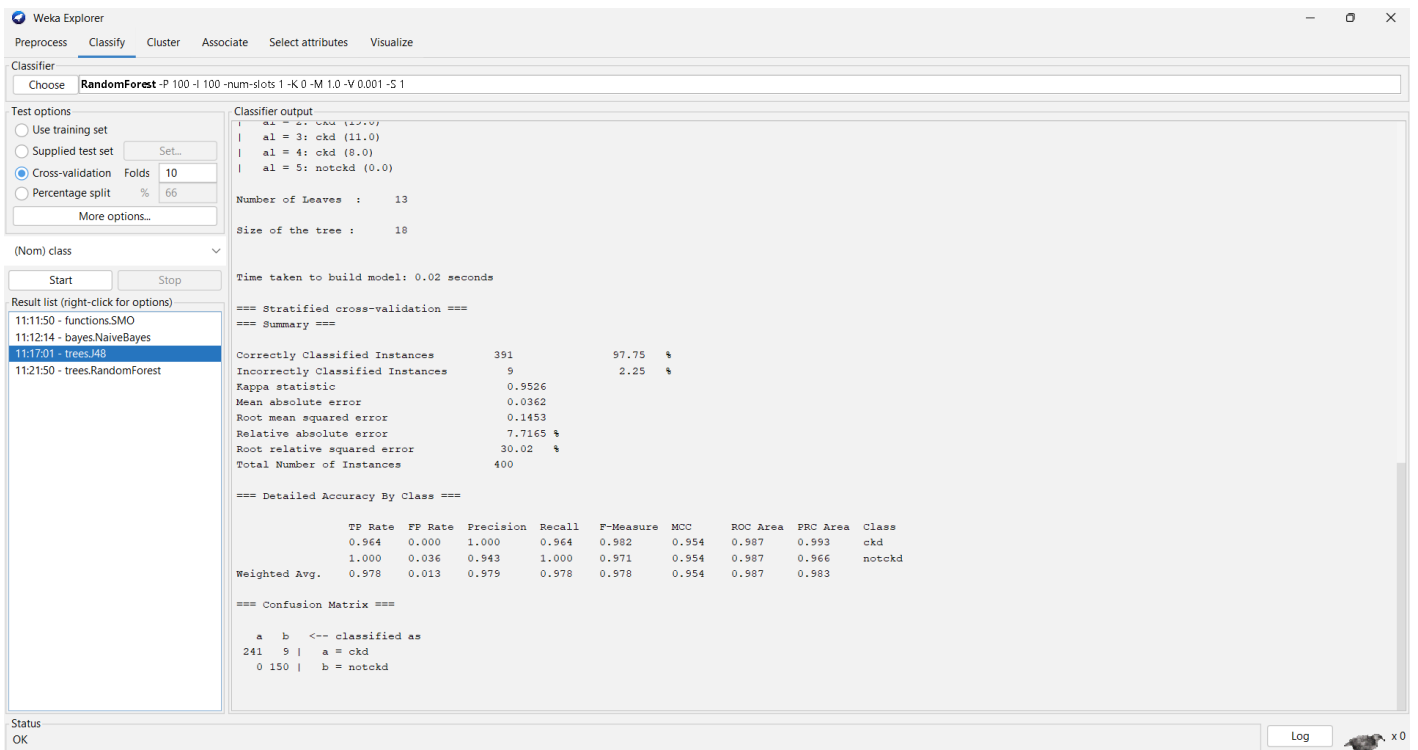 Weka Explorer
Preprocess Classify Cluster Associate Select attributes Visualize
Classifier
Choose RandomForest -P 100 -I 100 -num-slots 1 -K 0 -M 1.0 -V 0.001 -S 1
Test options
Use training set
Supplied test set Set...
Cross-validation Folds 10
Percentage split % 66
More options...
(Nom) class
Start Stop
Result list (right-click for options)
11:11:50 - functions.SMO
11:12:14 - bayes.NaiveBayes
11:17:01 - trees.J48
11:21:50 - trees.RandomForest
Classifier output
| al = 2: ckd
| al = 3: ckd (11.0)
| al = 4: ckd (8.0)
| al = 5: notckd (0.0)
Number of Leaves : 13
Size of the tree : 18
Time taken to build model: 0.02 seconds
=== Stratified cross-validation ===
=== Summary ===
Correctly Classified Instances 391 97.75 %
Incorrectly Classified Instances 9 2.25 %
Kappa statistic 0.9526
Mean absolute error 0.0362
Root mean squared error 0.1453
Relative absolute error 7.7165 %
Root relative squared error 30.02 %
Total Number of Instances 400
=== Detailed Accuracy By Class ===
TP Rate FP Rate Precision Recall F-Measure MCC ROC Area PRC Area Class
0.964 0.000 1.000 0.964 0.982 0.954 0.987 0.993 ckd
1.000 0.036 0.943 1.000 0.971 0.954 0.987 0.966 notckd
Weighted Avg. 0.978 0.013 0.979 0.978 0.978 0.954 0.987 0.983
=== Confusion Matrix ===
a b <-- classified as
241 9 | a = ckd
0 150 | b = notckd
Status
OK
Log x 0